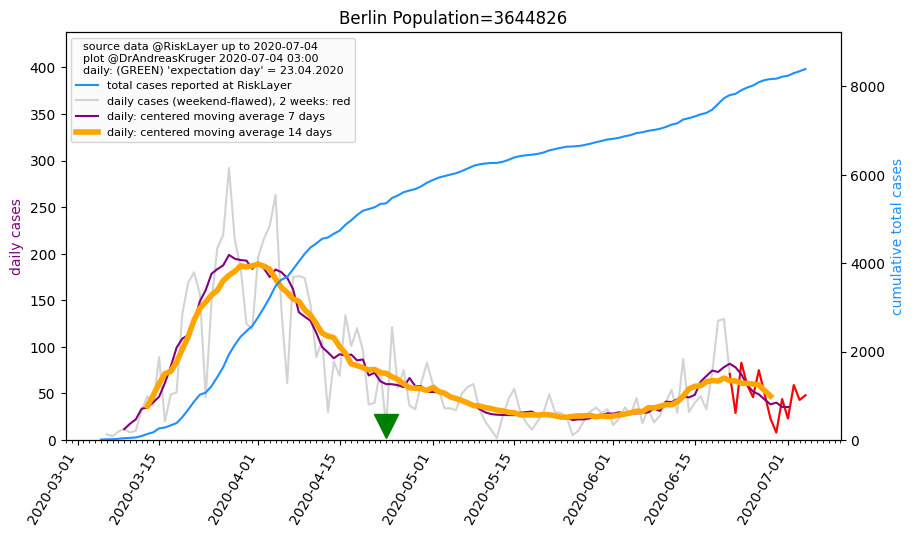 Berlin Population=3644826
source data @RiskLayer up to 2020-07-04
plot @DrAndreasKruger 2020-07-04 03:00
daily: (GREEN) 'expectation day' = 23.04.2020
total cases reported at RiskLayer
daily cases (weekend-flawed), 2 weeks: red
daily: centered moving average 7 days
daily: centered moving average 14 days
daily cases
400
350
300
250
200
150
100
50
0
cumulative total cases
8000
6000
4000
2000
0
2020-03-01
2020-03-15
2020-04-01
2020-04-15
2020-05-01
2020-05-15
2020-06-01
2020-06-15
2020-07-01